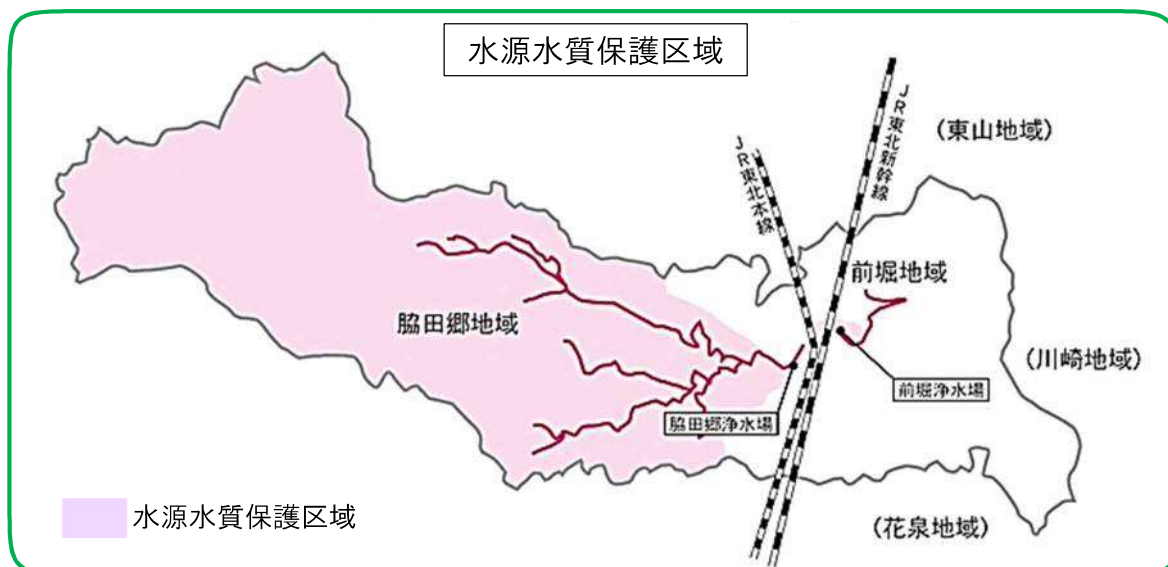 水源水質保護区域
JR東北新幹線
(東山地域)
JR東北本線
前堀地域
脇田郷地域
(川崎地域)
前堀浄水場
脇田郷浄水場
水源水質保護区域
(花泉地域)